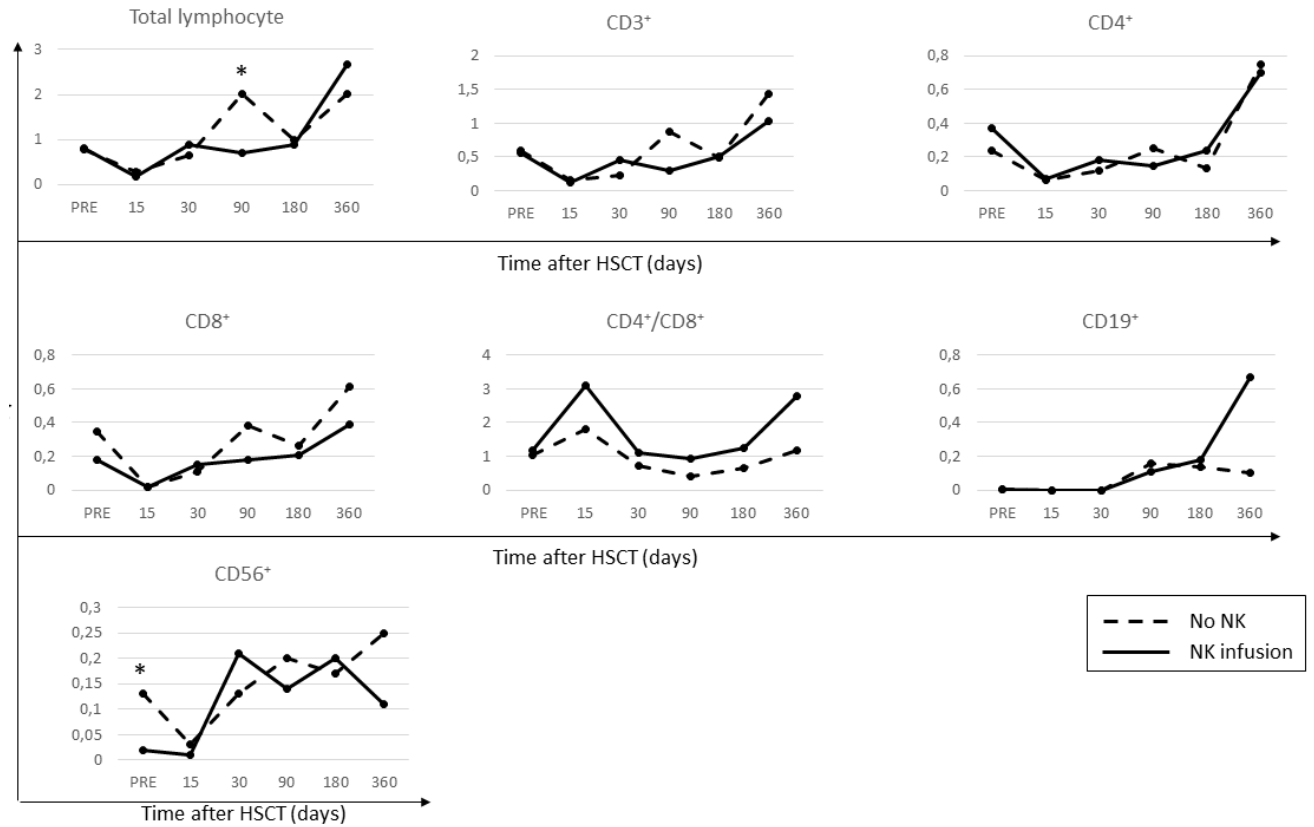 Total lymphocyte
3
*
2
1
0
PRE 15 30 90 180 360
CD3⁺
2
1,5
1
0,5
0
PRE 15 30 90 180 360
CD4⁺
0,8
0,6
0,4
0,2
0
PRE 15 30 90 180 360
Time after HSCT (days)
CD8⁺
0,8
0,6
0,4
0,2
0
PRE 15 30 90 180 360
CD4⁺/CD8⁺
4
3
2
1
0
PRE 15 30 90 180 360
CD19⁺
0,8
0,6
0,4
0,2
0
PRE 15 30 90 180 360
Time after HSCT (days)
CD56⁺
0,3
0,25
0,2
*
0,15
0,1
0,05
0
PRE 15 30 90 180 360
Time after HSCT (days)
No NK
NK infusion